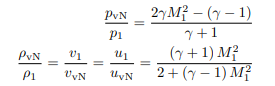 p_vN / p_1 = (2γM_1^2 − (γ − 1)) / (γ + 1)
ρ_vN / ρ_1 = v_1 / v_vN = u_1 / u_vN = ((γ + 1) M_1^2) / (2 + (γ − 1) M_1^2)